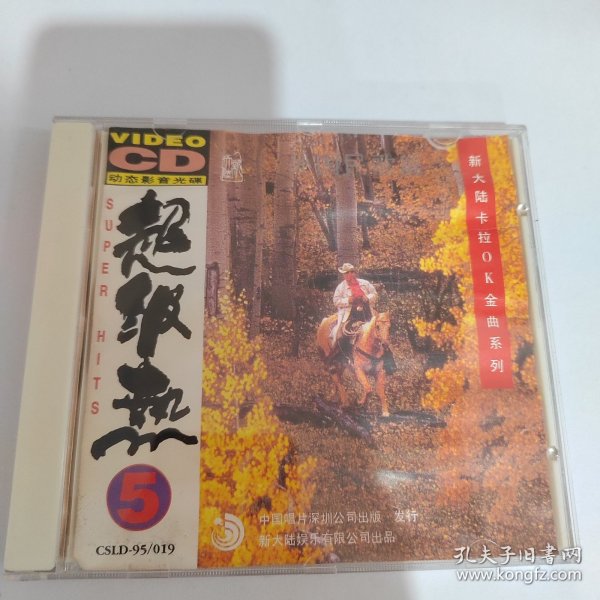 VIDEO
CD
动态影音光碟
SUPER HITS
超级热
5
CSLD-95/019
新大陆卡拉OK金曲系列
中国唱片深圳公司出版 发行
新大陆娱乐有限公司出品
孔夫子旧书网
www.kongfz.com